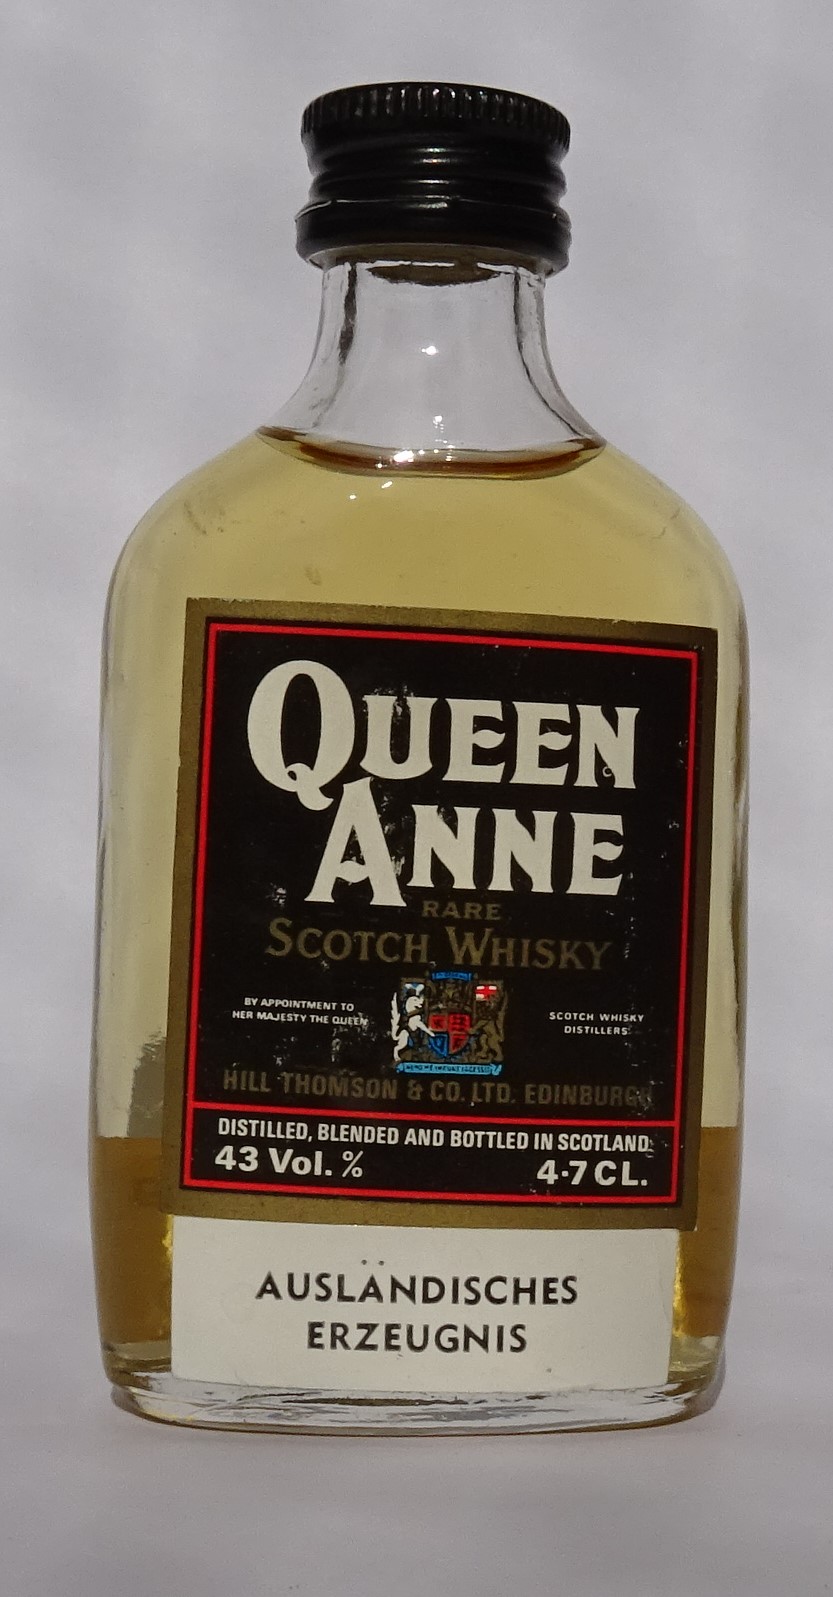 QUEEN
ANNE
RARE
SCOTCH WHISKY
BY APPOINTMENT TO
HER MAJESTY THE QUEEN
SCOTCH WHISKY
DISTILLERS
HILL THOMSON & CO. LTD. EDINBURGH
DISTILLED, BLENDED AND BOTTLED IN SCOTLAND
43 Vol. %
4·7 CL.
AUSLÄNDISCHES
ERZEUGNIS